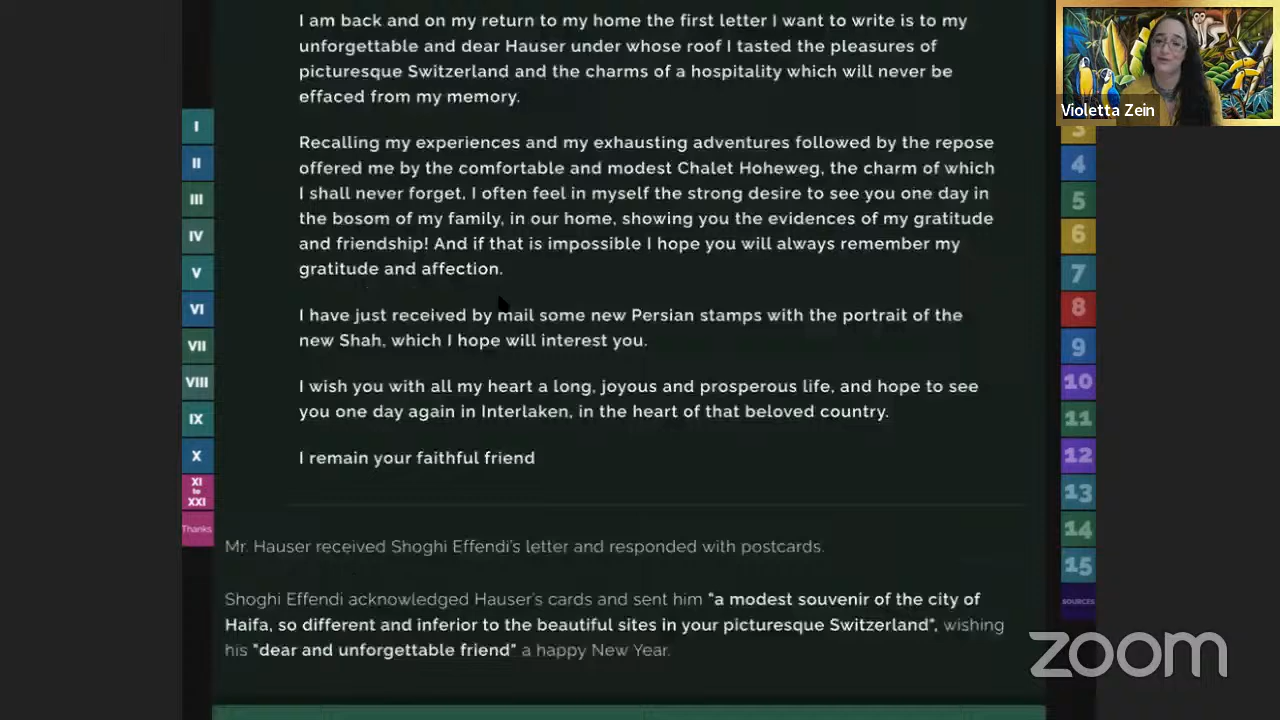 I am back and on my return to my home the first letter I want to write is to my
unforgettable and dear Hauser under whose roof I tasted the pleasures of
picturesque Switzerland and the charms of a hospitality which will never be
effaced from my memory.
Recalling my experiences and my exhausting adventures followed by the repose
offered me by the comfortable and modest Chalet Hoheweg, the charm of which
I shall never forget, I often feel in myself the strong desire to see you one day in
the bosom of my family, in our home, showing you the evidences of my gratitude
and friendship! And if that is impossible I hope you will always remember my
gratitude and affection.
I have just received by mail some new Persian stamps with the portrait of the
new Shah, which I hope will interest you.
I wish you with all my heart a long, joyous and prosperous life, and hope to see
you one day again in Interlaken, in the heart of that beloved country.
I remain your faithful friend
Mr. Hauser received Shoghi Effendi's letter and responded with postcards.
Shoghi Effendi acknowledged Hauser's cards and sent him "a modest souvenir of the city of
Haifa, so different and inferior to the beautiful sites in your picturesque Switzerland", wishing
his "dear and unforgettable friend" a happy New Year.
I
II
III
IV
V
VI
VII
VIII
IX
X
XI
to
XXI
Thanks
Violetta Zein
3
4
5
6
7
8
9
10
11
12
13
14
15
SOURCES
zoom